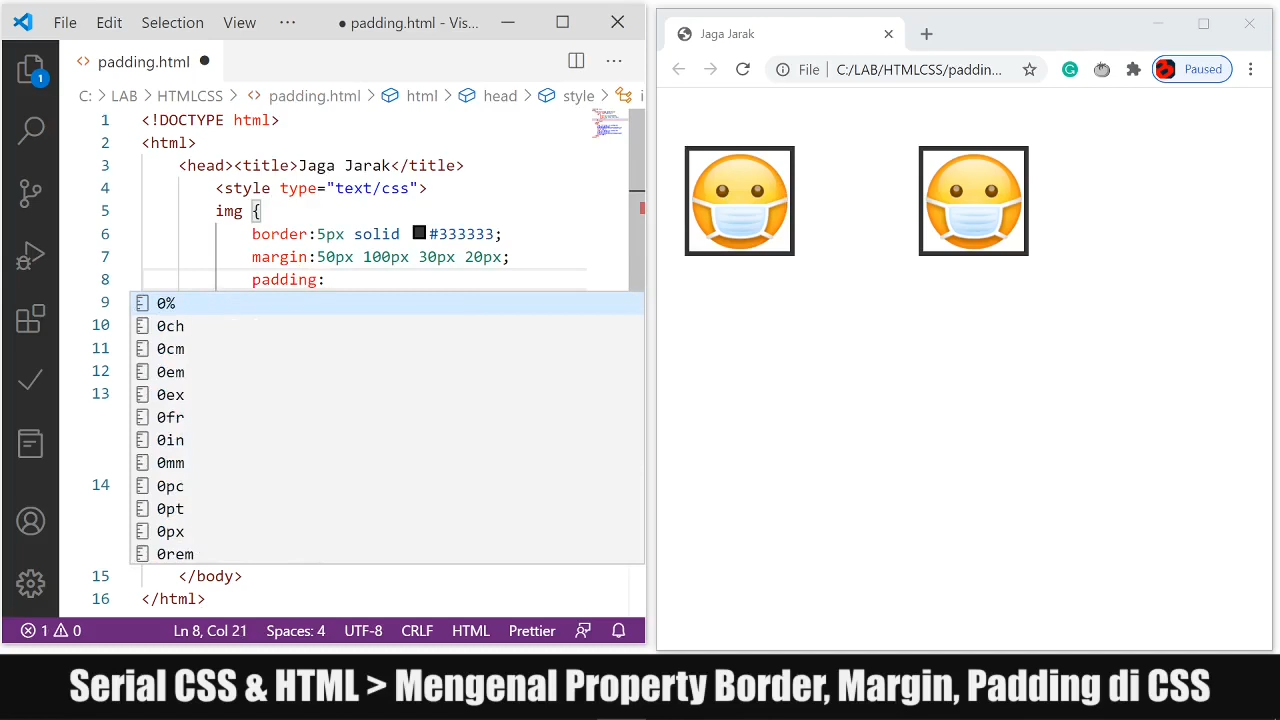 File Edit Selection View ··· ● padding.html - Vis...
padding.html ●
C: > LAB > HTMLCSS > padding.html > html > head > style > i
1 <!DOCTYPE html>
2 <html>
3 <head><title>Jaga Jarak</title>
4 <style type="text/css">
5 img {
6 border:5px solid #333333;
7 margin:50px 100px 30px 20px;
8 padding:
9 0%
10 0ch
11 0cm
12 0em
13 0ex
0fr
0in
0mm
14 0pc
0pt
0px
0rem
15 </body>
16 </html>
1
1 0 Ln 8, Col 21 Spaces: 4 UTF-8 CRLF HTML Prettier
Jaga Jarak
File | C:/LAB/HTMLCSS/paddin... Paused
Serial CSS & HTML > Mengenal Property Border, Margin, Padding di CSS